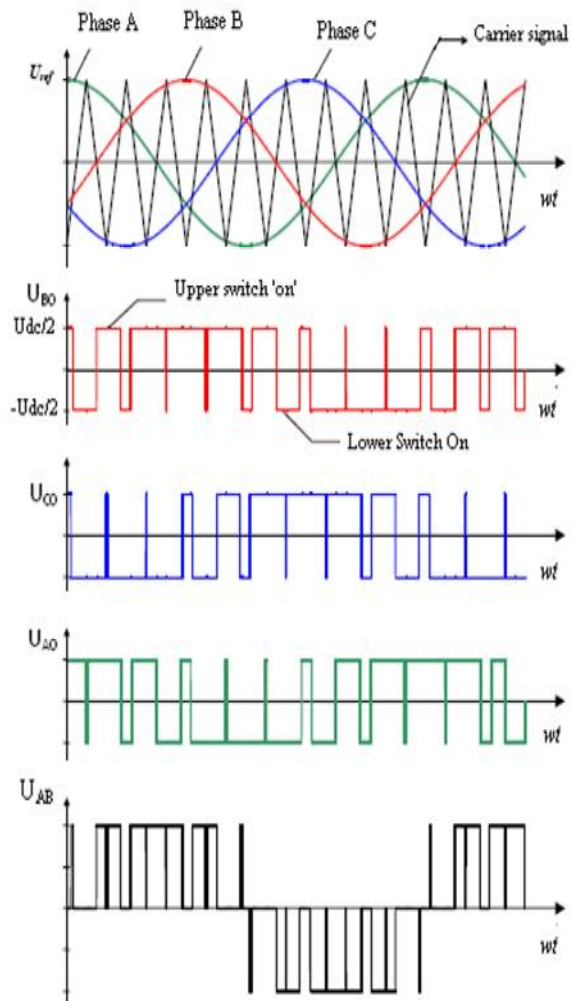 Phase A
Phase B
Phase C
Carrier signal
Uref
wt
UBO
Upper switch 'on'
Udc/2
-Udc/2
wt
Lower Switch On
UCO
wt
UAO
wt
UAB
wt